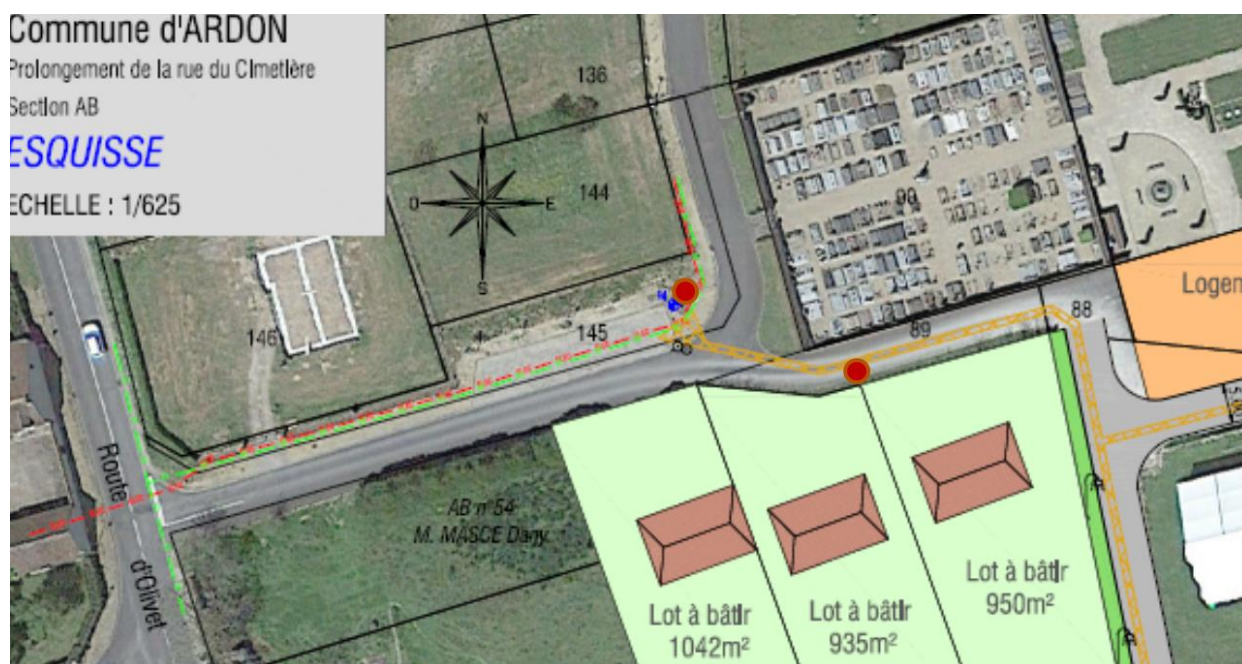 Commune d'ARDON
Prolongement de la rue du Cimetière
Section AB
ESQUISSE
ECHELLE : 1/625
136
144
N
O
E
S
90
145
146
89
88
Logen
Route
d'Olivet
AB n°54
M. MASCE Dany
Lot à bâtir
1042m²
Lot à bâtir
935m²
Lot à bâtir
950m²